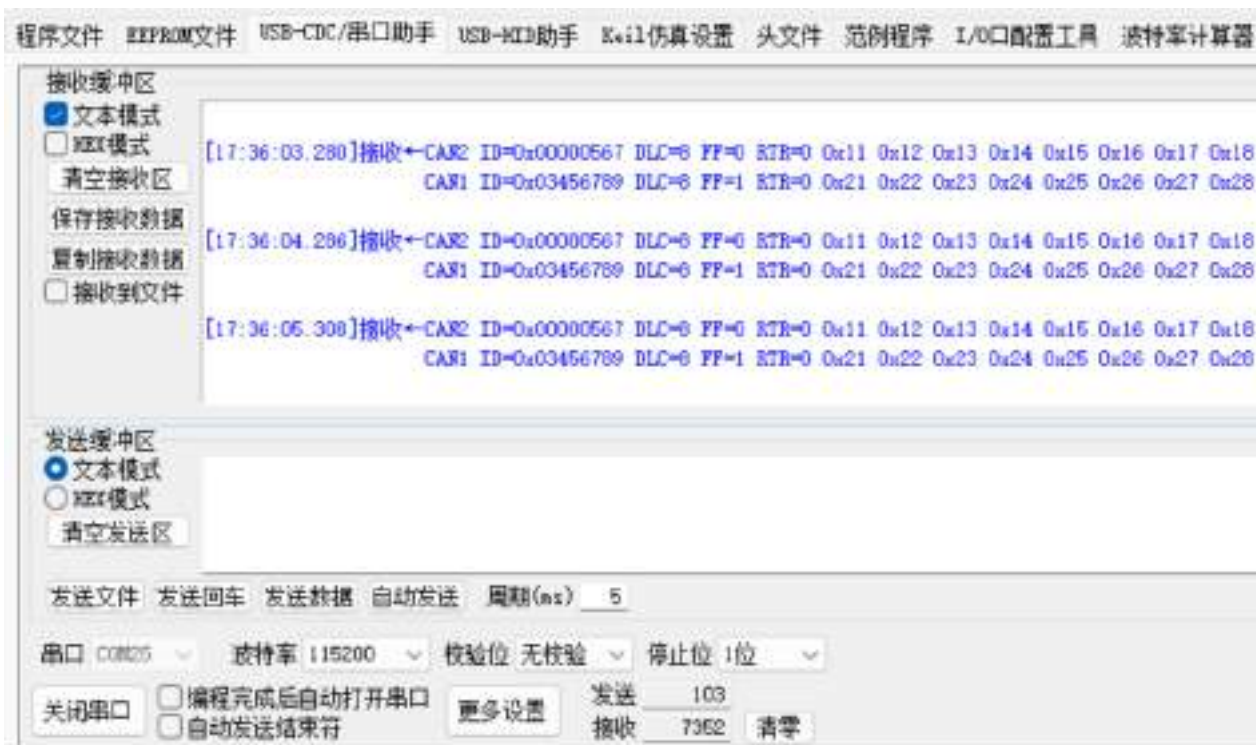 程序文件 EEPROM文件 USB-CDC/串口助手 USB-HID助手 Keil仿真设置 头文件 范例程序 I/O口配置工具 波特率计算器
接收缓冲区
文本模式
HEX模式
清空接收区
保存接收数据
复制接收数据
接收到文件
[17:36:03.280]接收←CAN2 ID=0x00000567 DLC=8 FF=0 RTR=0 0x11 0x12 0x13 0x14 0x15 0x16 0x17 0x18
CAN1 ID=0x03456789 DLC=8 FF=1 RTR=0 0x21 0x22 0x23 0x24 0x25 0x26 0x27 0x28
[17:36:04.286]接收←CAN2 ID=0x00000567 DLC=8 FF=0 RTR=0 0x11 0x12 0x13 0x14 0x15 0x16 0x17 0x18
CAN1 ID=0x03456789 DLC=8 FF=1 RTR=0 0x21 0x22 0x23 0x24 0x25 0x26 0x27 0x28
[17:36:05.308]接收←CAN2 ID=0x00000567 DLC=8 FF=0 RTR=0 0x11 0x12 0x13 0x14 0x15 0x16 0x17 0x18
CAN1 ID=0x03456789 DLC=8 FF=1 RTR=0 0x21 0x22 0x23 0x24 0x25 0x26 0x27 0x28
发送缓冲区
文本模式
HEX模式
清空发送区
发送文件 发送回车 发送数据 自动发送 周期(ms) 5
串口 COM25 波特率 115200 校验位 无校验 停止位 1位
关闭串口 编程完成后自动打开串口 更多设置 发送 103
自动发送结束符 接收 7352 清零